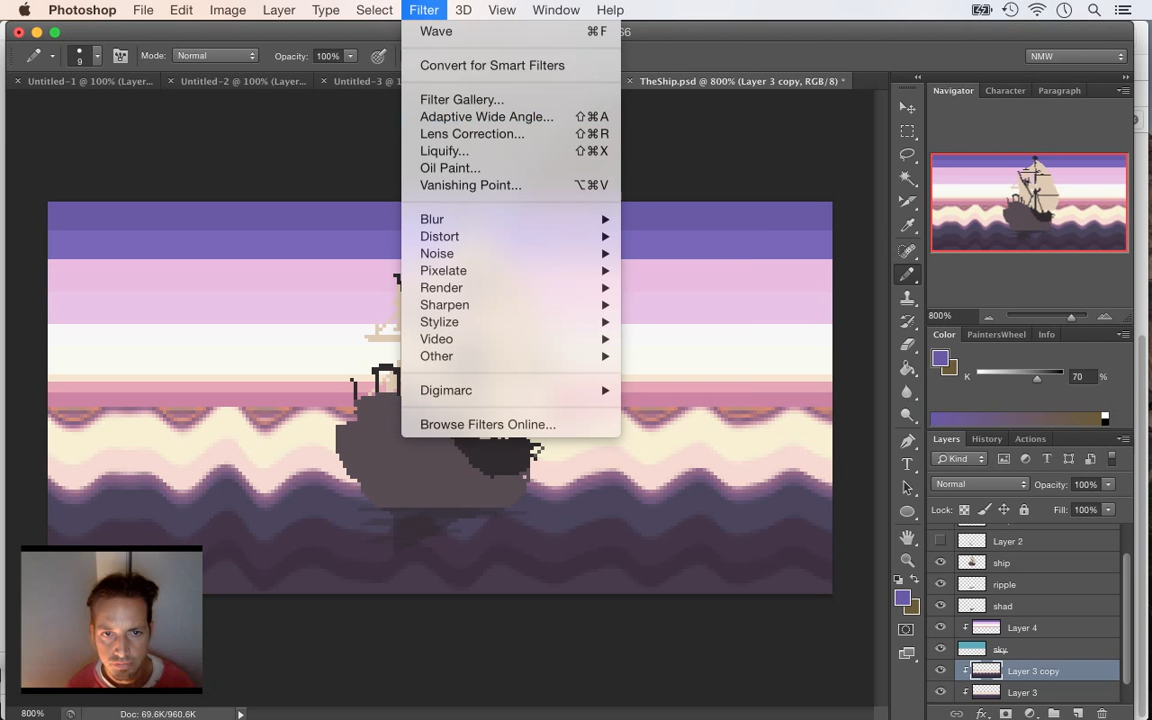 Photoshop File Edit Image Layer Type Select Filter 3D View Window Help
9 Mode: Normal Opacity: 100% NMW
Untitled-1 @ 100% (Layer... Untitled-2 @ 100% (Layer... Untitled-3 @ 1 TheShip.psd @ 800% (Layer 3 copy, RGB/8) *
Wave ⌘F
Convert for Smart Filters
Filter Gallery...
Adaptive Wide Angle... ⇧⌘A
Lens Correction... ⇧⌘R
Liquify... ⇧⌘X
Oil Paint...
Vanishing Point... ⌥⌘V
Blur
Distort
Noise
Pixelate
Render
Sharpen
Stylize
Video
Other
Digimarc
Browse Filters Online...
Navigator Character Paragraph
800%
Color PaintersWheel Info
K 70 %
Layers History Actions
Kind
Normal Opacity: 100%
Lock: Fill: 100%
Layer 2
ship
ripple
shad
Layer 4
sky
Layer 3 copy
Layer 3
800% Doc: 69.6K/960.6K